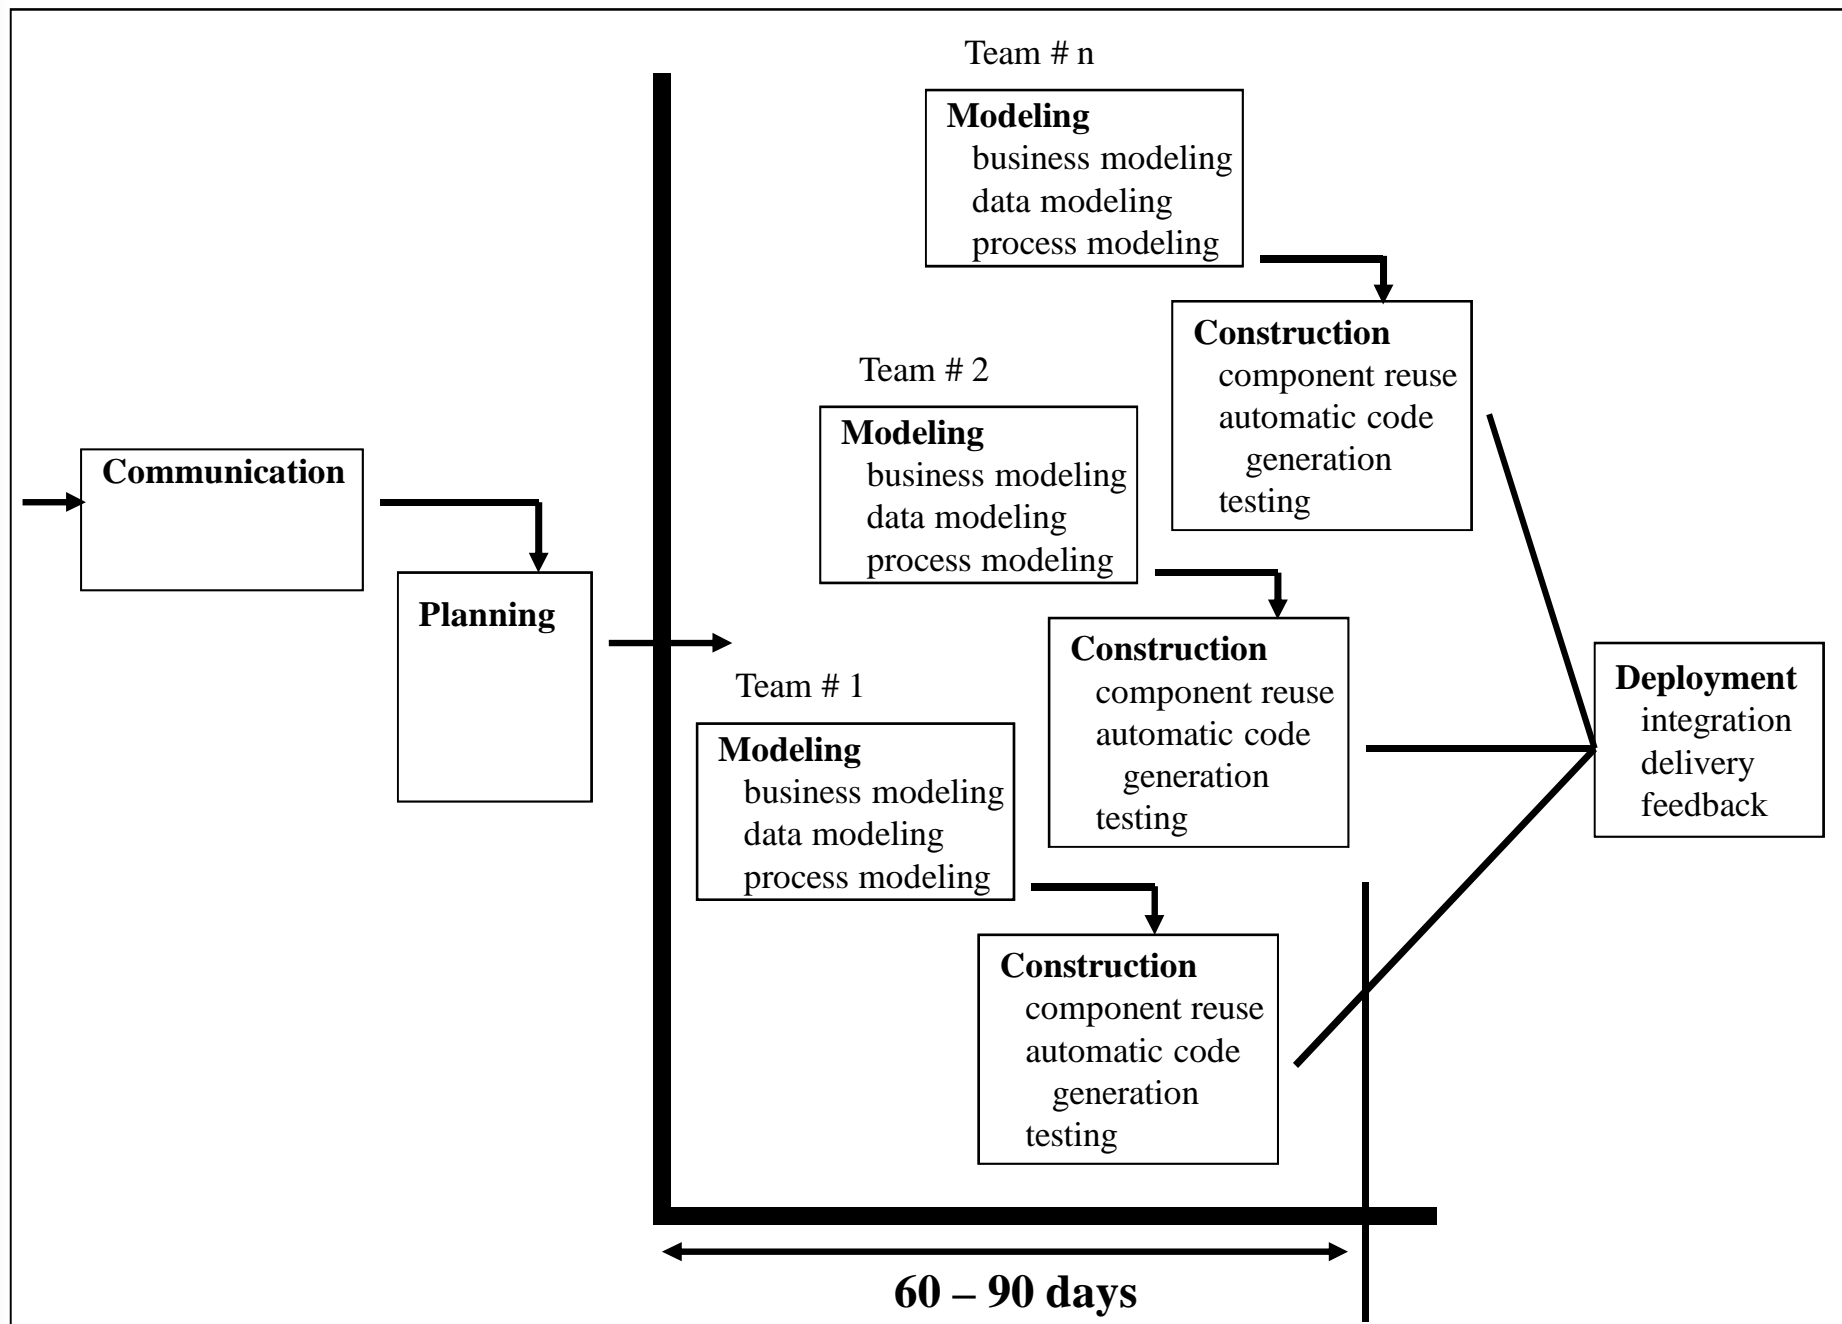 Team # n
Modeling
business modeling
data modeling
process modeling
Construction
component reuse
automatic code
generation
testing
Team # 2
Modeling
business modeling
data modeling
process modeling
Construction
component reuse
automatic code
generation
testing
Communication
Planning
Team # 1
Modeling
business modeling
data modeling
process modeling
Construction
component reuse
automatic code
generation
testing
Deployment
integration
delivery
feedback
60 – 90 days